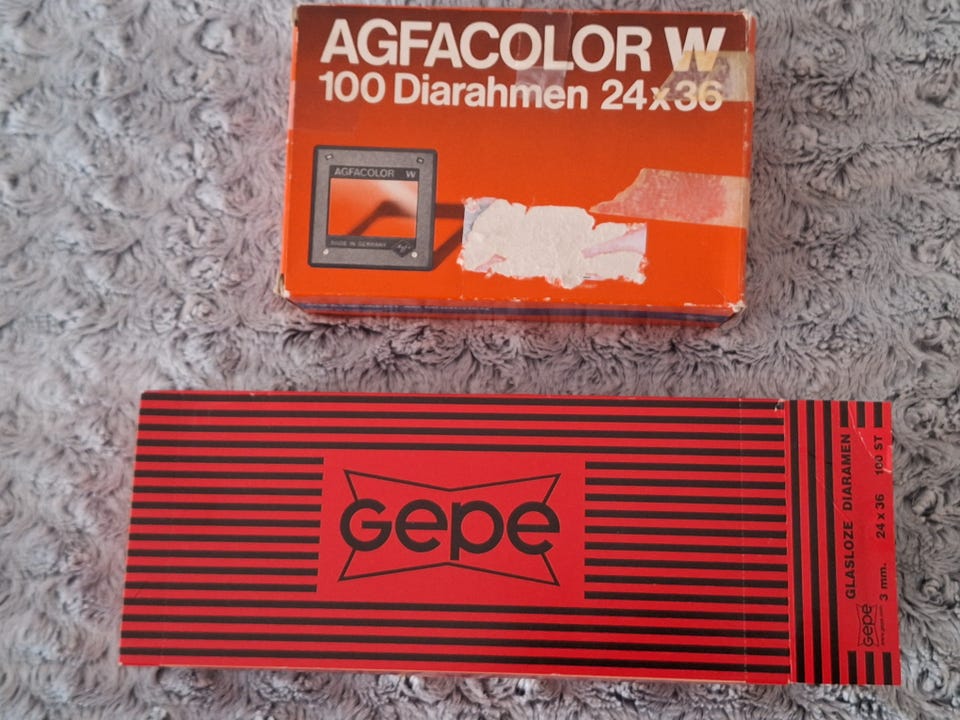 AGFACOLOR W
100 Diarahmen 24x36
AGFACOLOR W
MADE IN GERMANY
Gepe
GLASLOZE DIARAMEN
Gepe 3 mm. 24 x 36 100 ST